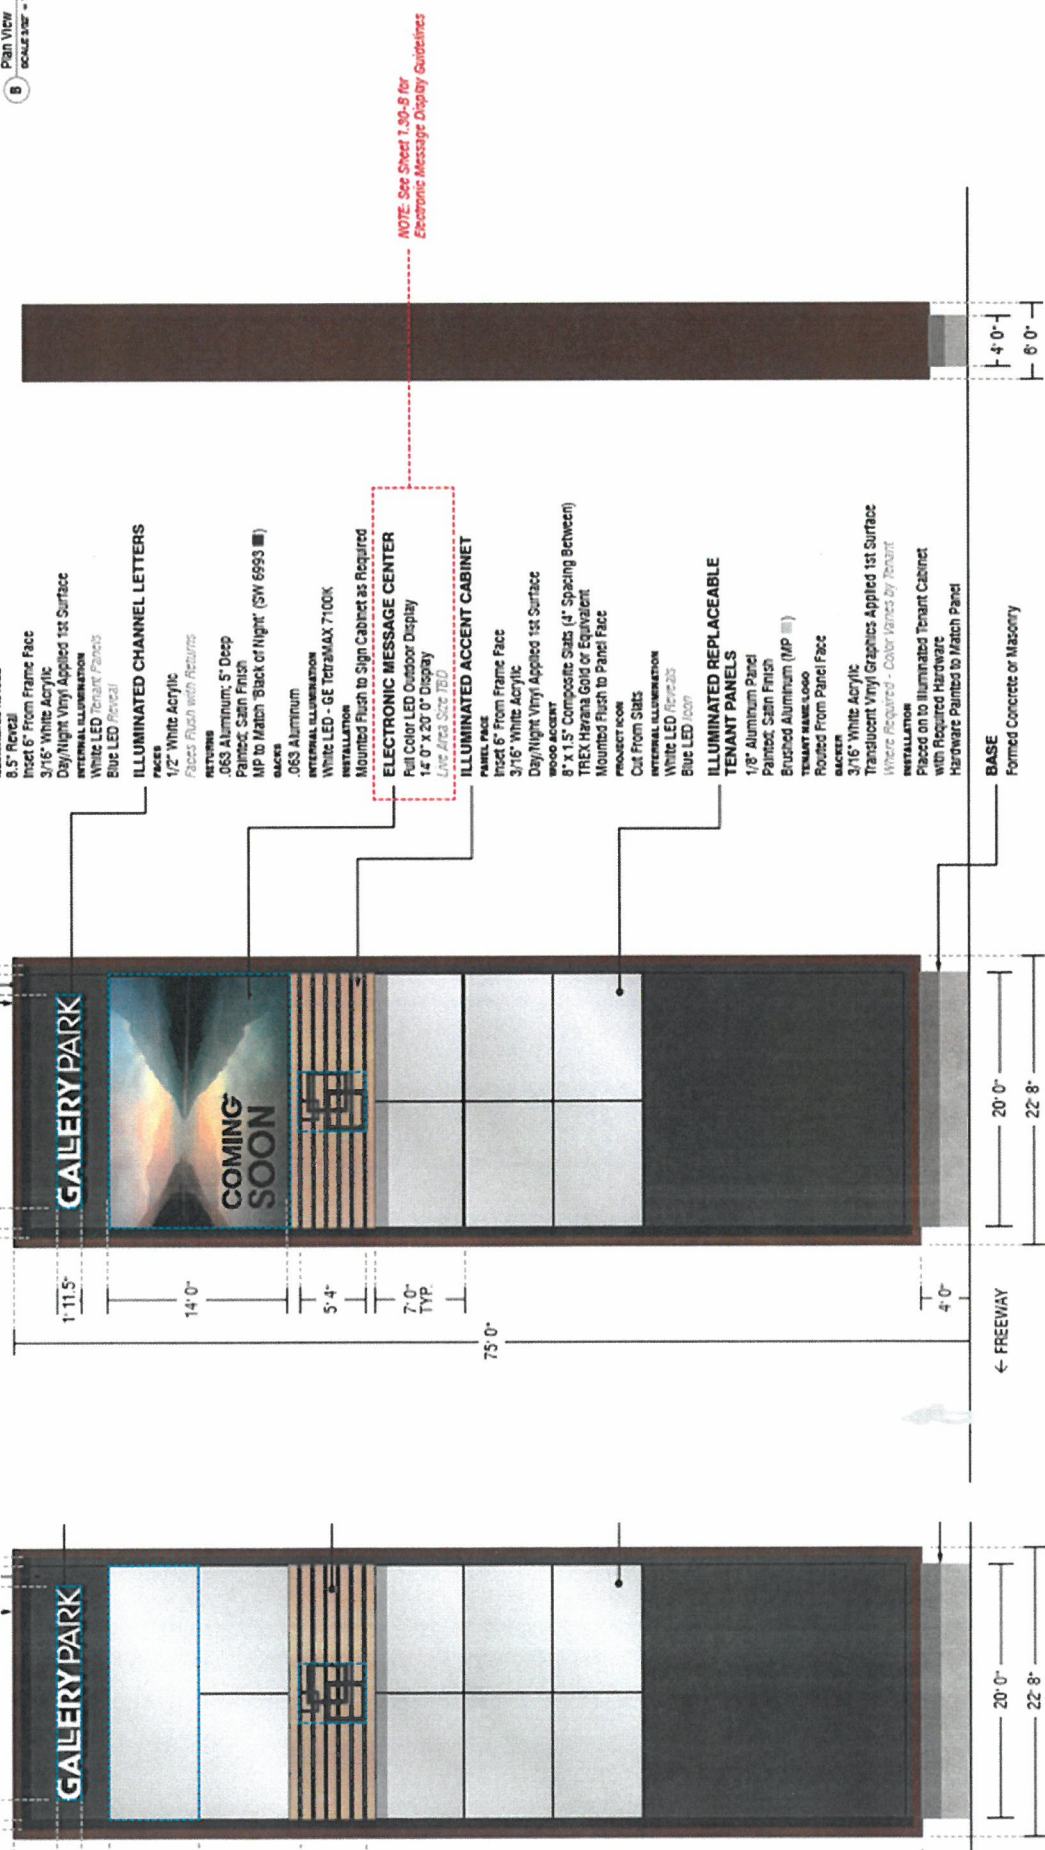 B
Plan View
8.5" Reveal
Inset 6" From Frame Face
3/16" White Acrylic
Day/Night Vinyl Applied 1st Surface
INTERNAL ILLUMINATION
White LED Tenant Panels
Blue LED Reveal
ILLUMINATED CHANNEL LETTERS
FACES
1/2" White Acrylic
Faces Flush with Returns
RETURNS
.063 Aluminum; 5" Deep
Painted; Satin Finish
MP to Match 'Black of Night' (SW 6993)
BACKS
.063 Aluminum
INTERNAL ILLUMINATION
White LED - GE TetraMAX 7100K
INSTALLATION
Mounted Flush to Sign Cabinet as Required
ELECTRONIC MESSAGE CENTER
Full Color LED Outdoor Display
14' 0" x 20' 0" Display
Live Area Size TBD
ILLUMINATED ACCENT CABINET
PANEL FACE
Inset 6" From Frame Face
3/16" White Acrylic
Day/Night Vinyl Applied 1st Surface
WOOD ACCENT
8" x 1.5" Composite Slats (4" Spacing Between)
TREX Havana Gold or Equivalent
Mounted Flush to Panel Face
PROJECT ICON
Cut From Slats
INTERNAL ILLUMINATION
White LED Reveals
Blue LED Icon
ILLUMINATED REPLACEABLE
TENANT PANELS
1/8" Aluminum Panel
Painted; Satin Finish
Brushed Aluminum (MP)
TENANT NAME/LOGO
Routed From Panel Face
BACKER
3/16" White Acrylic
Translucent Vinyl Graphics Applied 1st Surface
Where Required - Color Varies by Tenant
INSTALLATION
Placed on Illuminated Tenant Cabinet
with Required Hardware
Hardware Painted to Match Panel
BASE
Formed Concrete or Masonry
NOTE: See Sheet 1.30-B for
Electronic Message Display Guidelines
4' 0"
6' 0"
GALLERYPARK
COMING
SOON
1' 11.5"
14' 0"
5' 4"
7' 0"
TYP.
75' 0"
4' 0"
20' 0"
22' 8"
← FREEWAY
GALLERYPARK
20' 0"
22' 8"